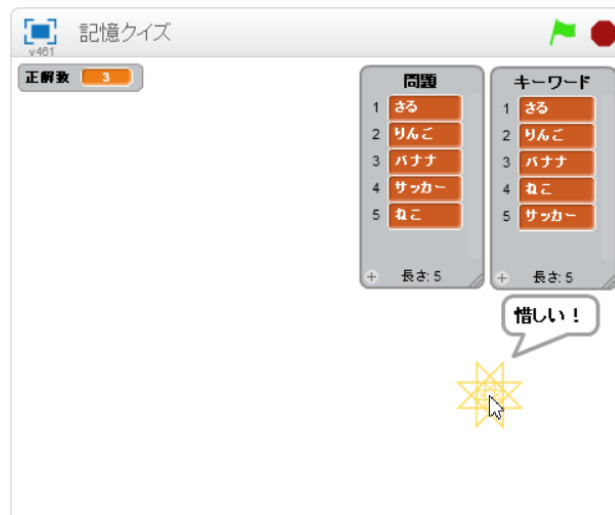 記憶クイズ
v461
正解数 3
問題
1 さる
2 りんご
3 バナナ
4 サッカー
5 ねこ
+ 長さ: 5
キーワード
1 さる
2 りんご
3 バナナ
4 ねこ
5 サッカー
+ 長さ: 5
惜しい!